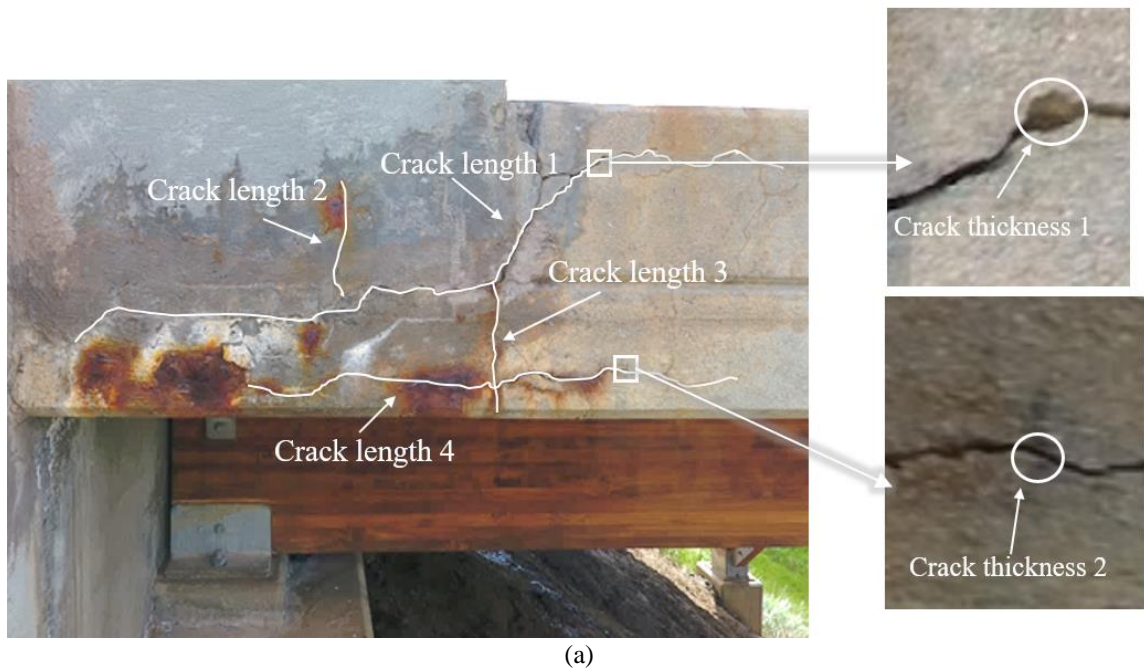 Crack length 1
Crack length 2
Crack length 3
Crack length 4
Crack thickness 1
Crack thickness 2
(a)